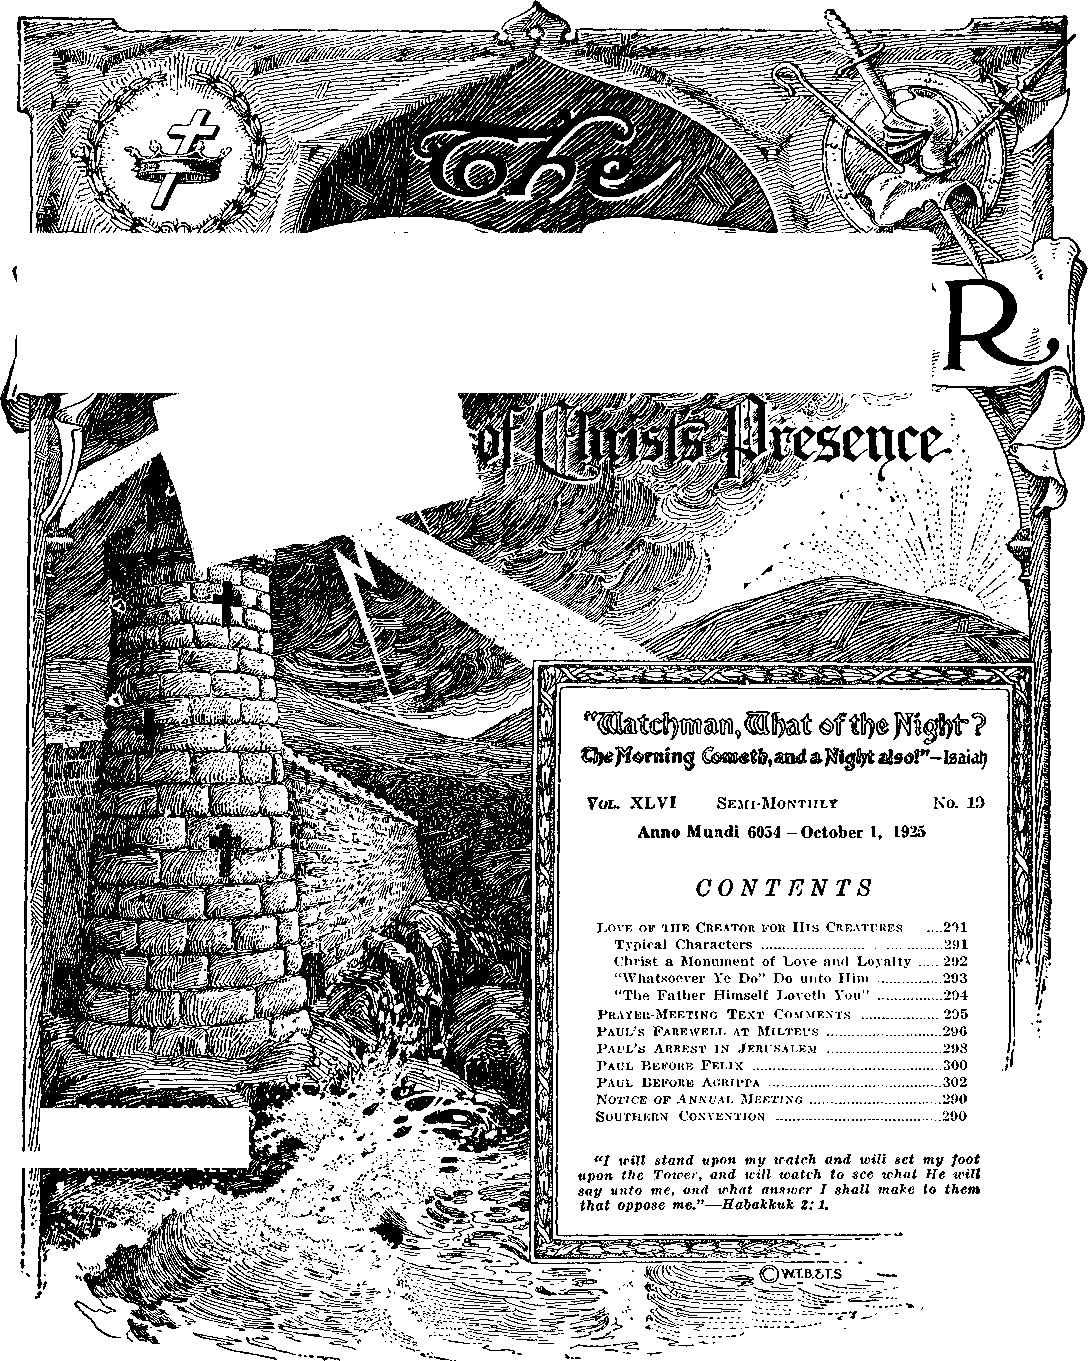 The
R
of Christ's Presence
"Watchman, What of the Night?
The Morning Cometh, and a Night also!"—Isaiah
VOL. XLVI SEMI-MONTHLY No. 19
Anno Mundi 6054—October 1, 1925
CONTENTS
LOVE OF THE CREATOR FOR HIS CREATURES ....291
Typical Characters ....291
Christ a Monument of Love and Loyalty ....292
"Whatsoever Ye Do" Do unto Him ....293
"The Father Himself Loveth You" ....294
PRAYER-MEETING TEXT COMMENTS ....295
PAUL'S FAREWELL AT MILTEUS ....296
PAUL'S ARREST IN JERUSALEM ....298
PAUL BEFORE FELIX ....300
PAUL BEFORE AGRIPPA ....302
NOTICE OF ANNUAL MEETING ....290
SOUTHERN CONVENTION ....290
"I will stand upon my watch and will set my foot
upon the Tower, and will watch to see what He will
say unto me, and what answer I shall make to them
that oppose me."—Habakkuk 2:1.
©W.T.B.&T.S